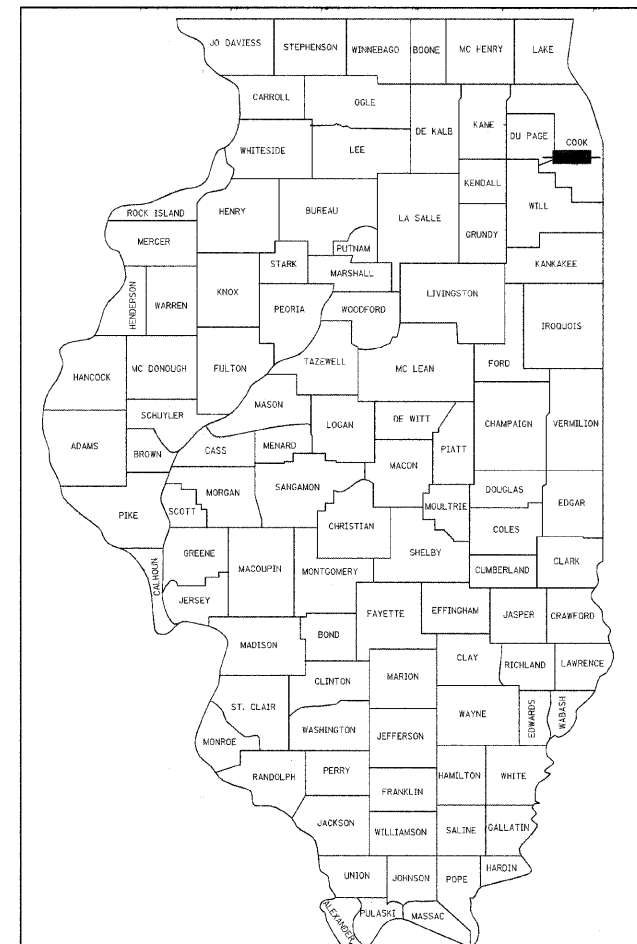 JO DAVIESS
STEPHENSON
WINNEBAGO
BOONE
MC HENRY
LAKE
CARROLL
OGLE
DE KALB
KANE
DU PAGE
COOK
WHITESIDE
LEE
KENDALL
WILL
ROCK ISLAND
HENRY
BUREAU
LA SALLE
GRUNDY
MERCER
PUTNAM
STARK
MARSHALL
KANKAKEE
HENDERSON
WARREN
KNOX
PEORIA
WOODFORD
LIVINGSTON
IROQUOIS
HANCOCK
MC DONOUGH
FULTON
TAZEWELL
MC LEAN
FORD
SCHUYLER
MASON
LOGAN
DE WITT
CHAMPAIGN
VERMILION
ADAMS
BROWN
CASS
MENARD
MACON
PIATT
PIKE
SCOTT
MORGAN
SANGAMON
CHRISTIAN
MOULTRIE
DOUGLAS
EDGAR
COLES
CALHOUN
GREENE
MACOUPIN
MONTGOMERY
SHELBY
CUMBERLAND
CLARK
JERSEY
FAYETTE
EFFINGHAM
JASPER
CRAWFORD
MADISON
BOND
CLAY
RICHLAND
LAWRENCE
CLINTON
MARION
ST. CLAIR
WAYNE
EDWARDS
WABASH
MONROE
WASHINGTON
JEFFERSON
RANDOLPH
PERRY
HAMILTON
WHITE
FRANKLIN
JACKSON
WILLIAMSON
SALINE
GALLATIN
UNION
JOHNSON
POPE
HARDIN
ALEXANDER
PULASKI
MASSAC